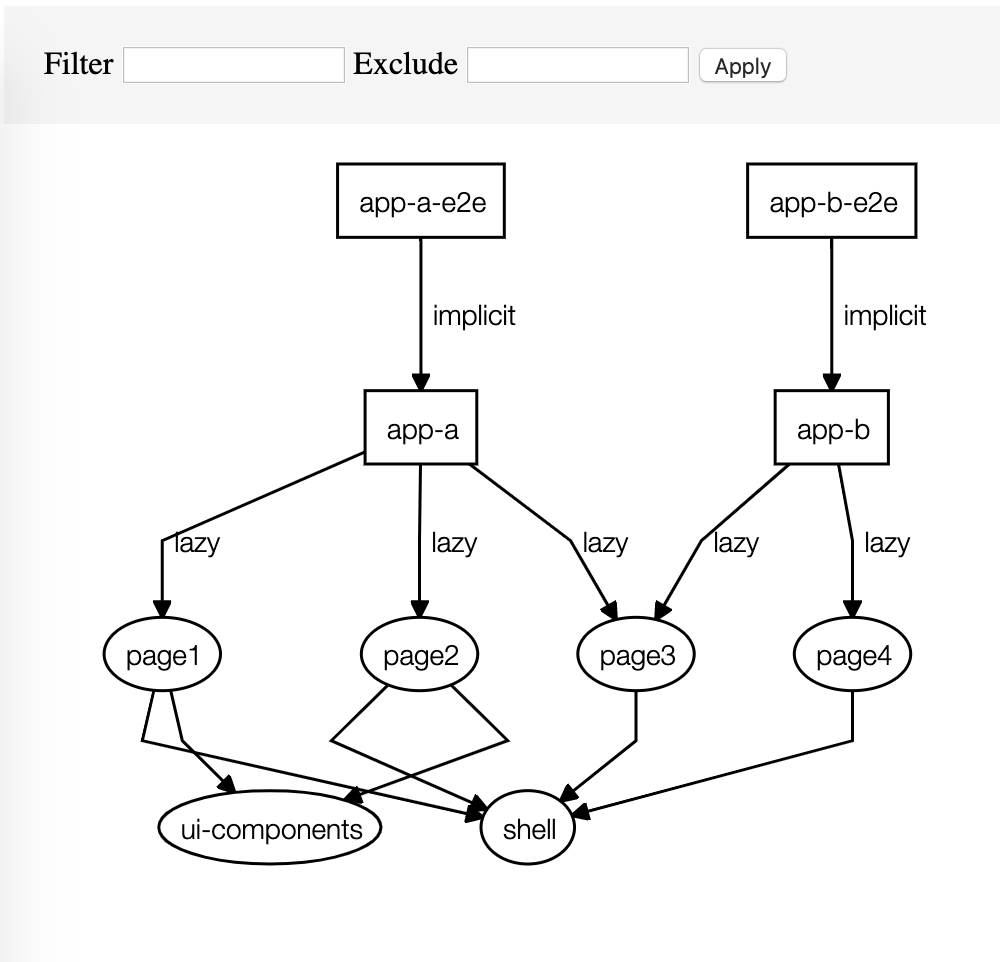 Filter Exclude Apply
app-a-e2e app-b-e2e
implicit implicit
app-a app-b
lazy lazy lazy lazy lazy
page1 page2 page3 page4
ui-components shell